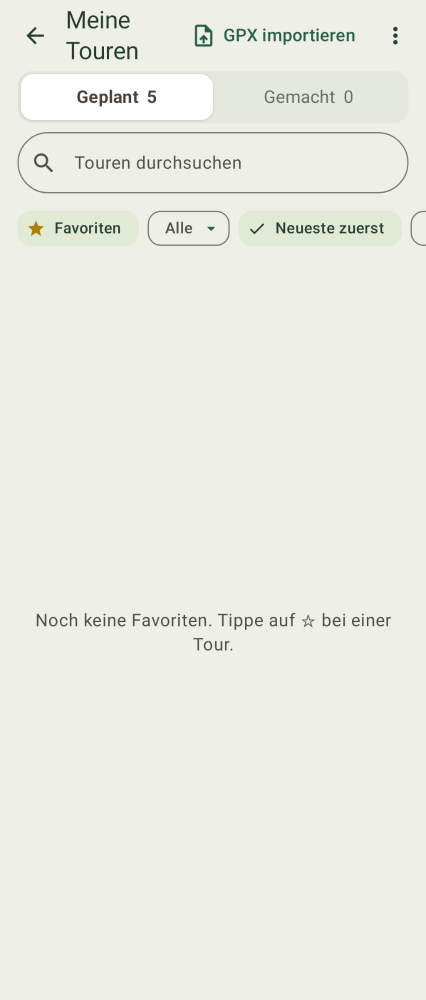 Meine
Touren
GPX importieren
Geplant 5
Gemacht 0
Touren durchsuchen
Favoriten
Alle
Neueste zuerst
Noch keine Favoriten. Tippe auf ☆ bei einer
Tour.